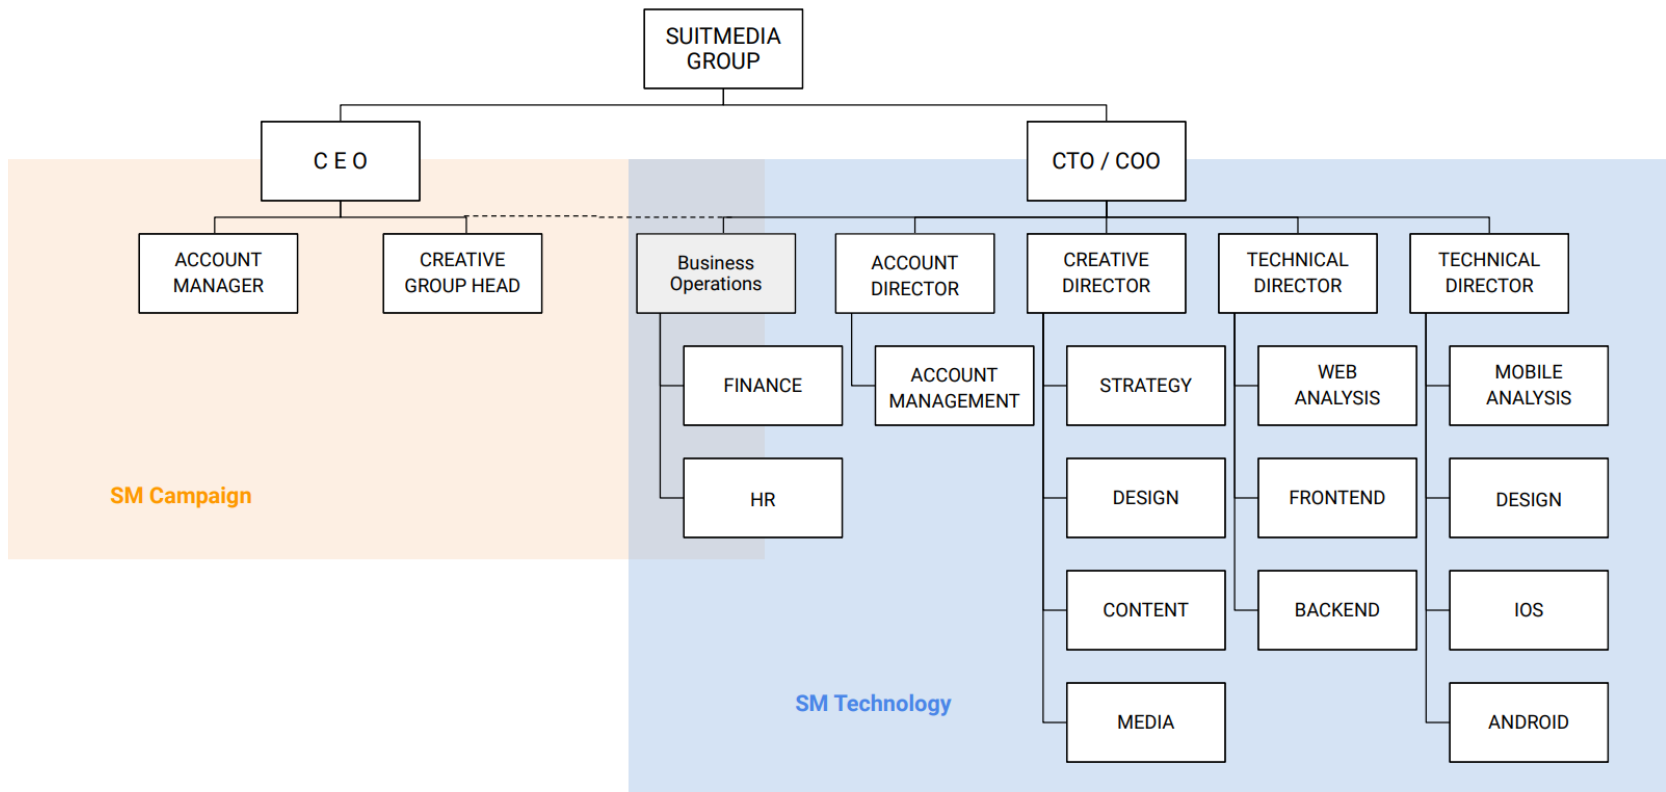 SUITMEDIA
GROUP
C E O
CTO / COO
ACCOUNT
MANAGER
CREATIVE
GROUP HEAD
Business
Operations
ACCOUNT
DIRECTOR
CREATIVE
DIRECTOR
TECHNICAL
DIRECTOR
TECHNICAL
DIRECTOR
FINANCE
ACCOUNT
MANAGEMENT
STRATEGY
WEB
ANALYSIS
MOBILE
ANALYSIS
SM Campaign
HR
DESIGN
FRONTEND
DESIGN
CONTENT
BACKEND
IOS
SM Technology
MEDIA
ANDROID